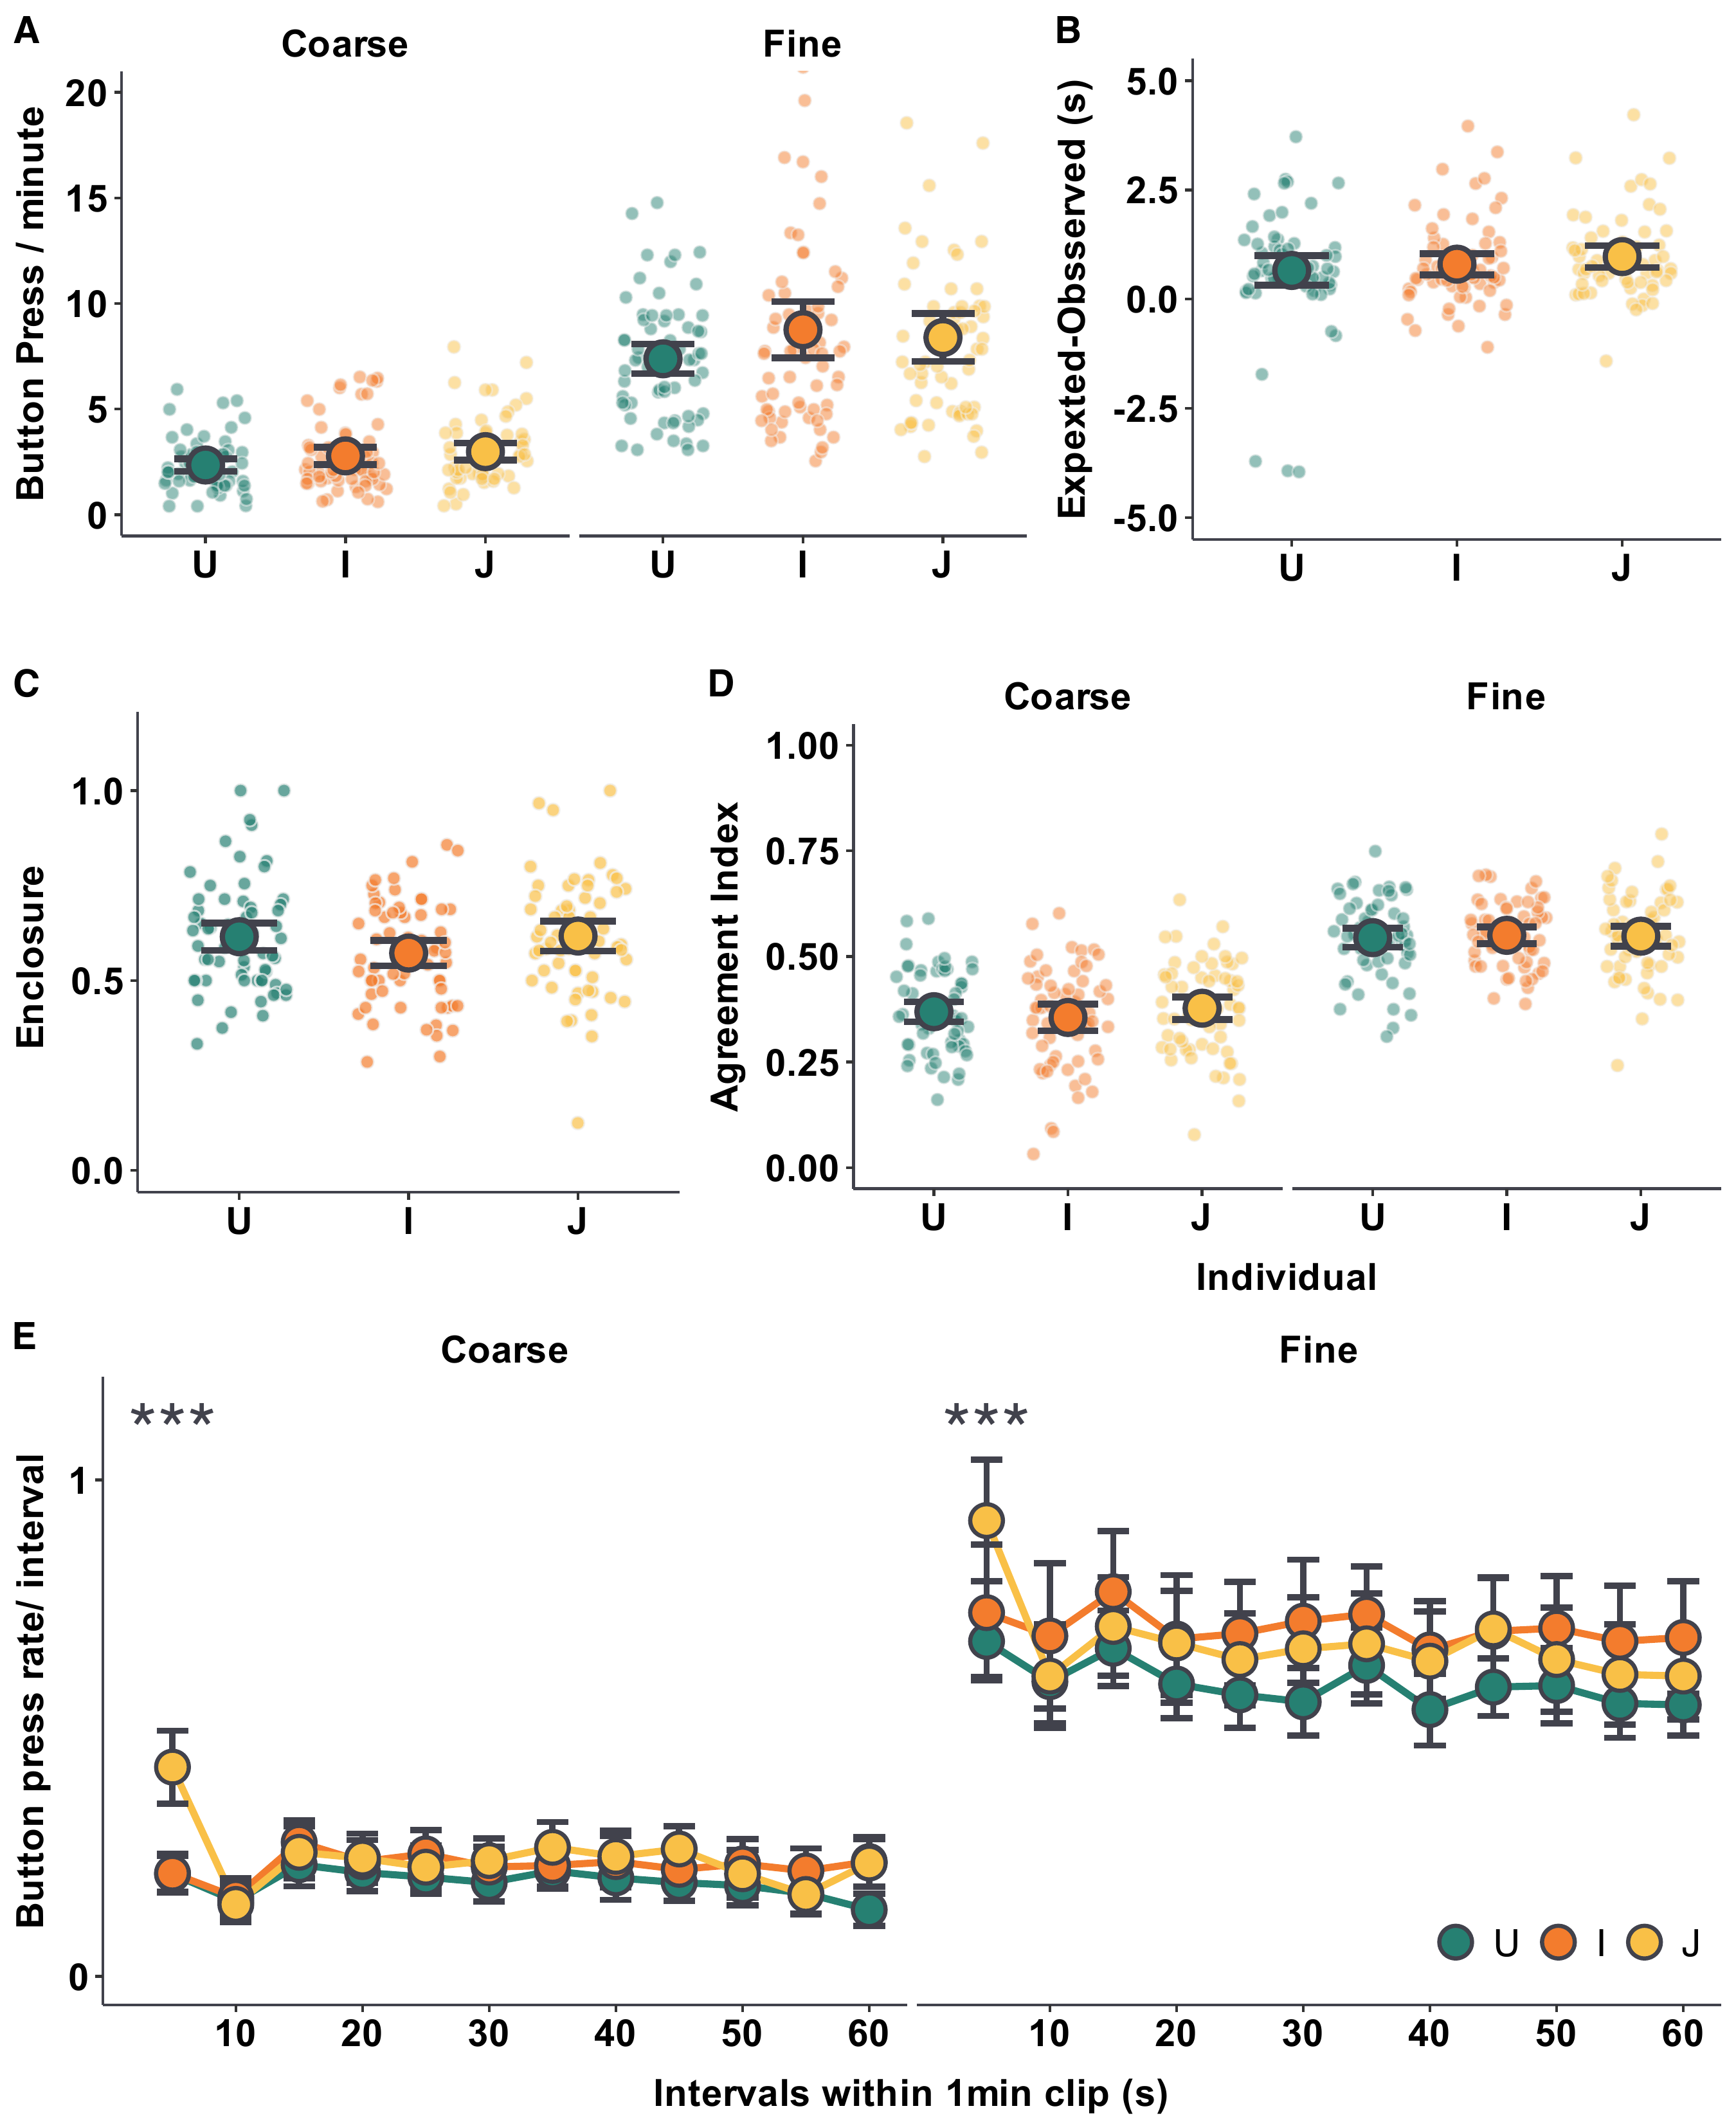 A
B
Coarse
Fine
Button Press / minute
20
15
10
5
0
U I J
U I J
Expexted-Obsserved (s)
5.0
2.5
0.0
-2.5
-5.0
U I J
C
D
Enclosure
1.0
0.5
0.0
U I J
Coarse
Fine
Agreement Index
1.00
0.75
0.50
0.25
0.00
U I J
U I J
Individual
E
Coarse
Fine
Button press rate/ interval
***
***
1
0
10 20 30 40 50 60
10 20 30 40 50 60
U I J
Intervals within 1min clip (s)